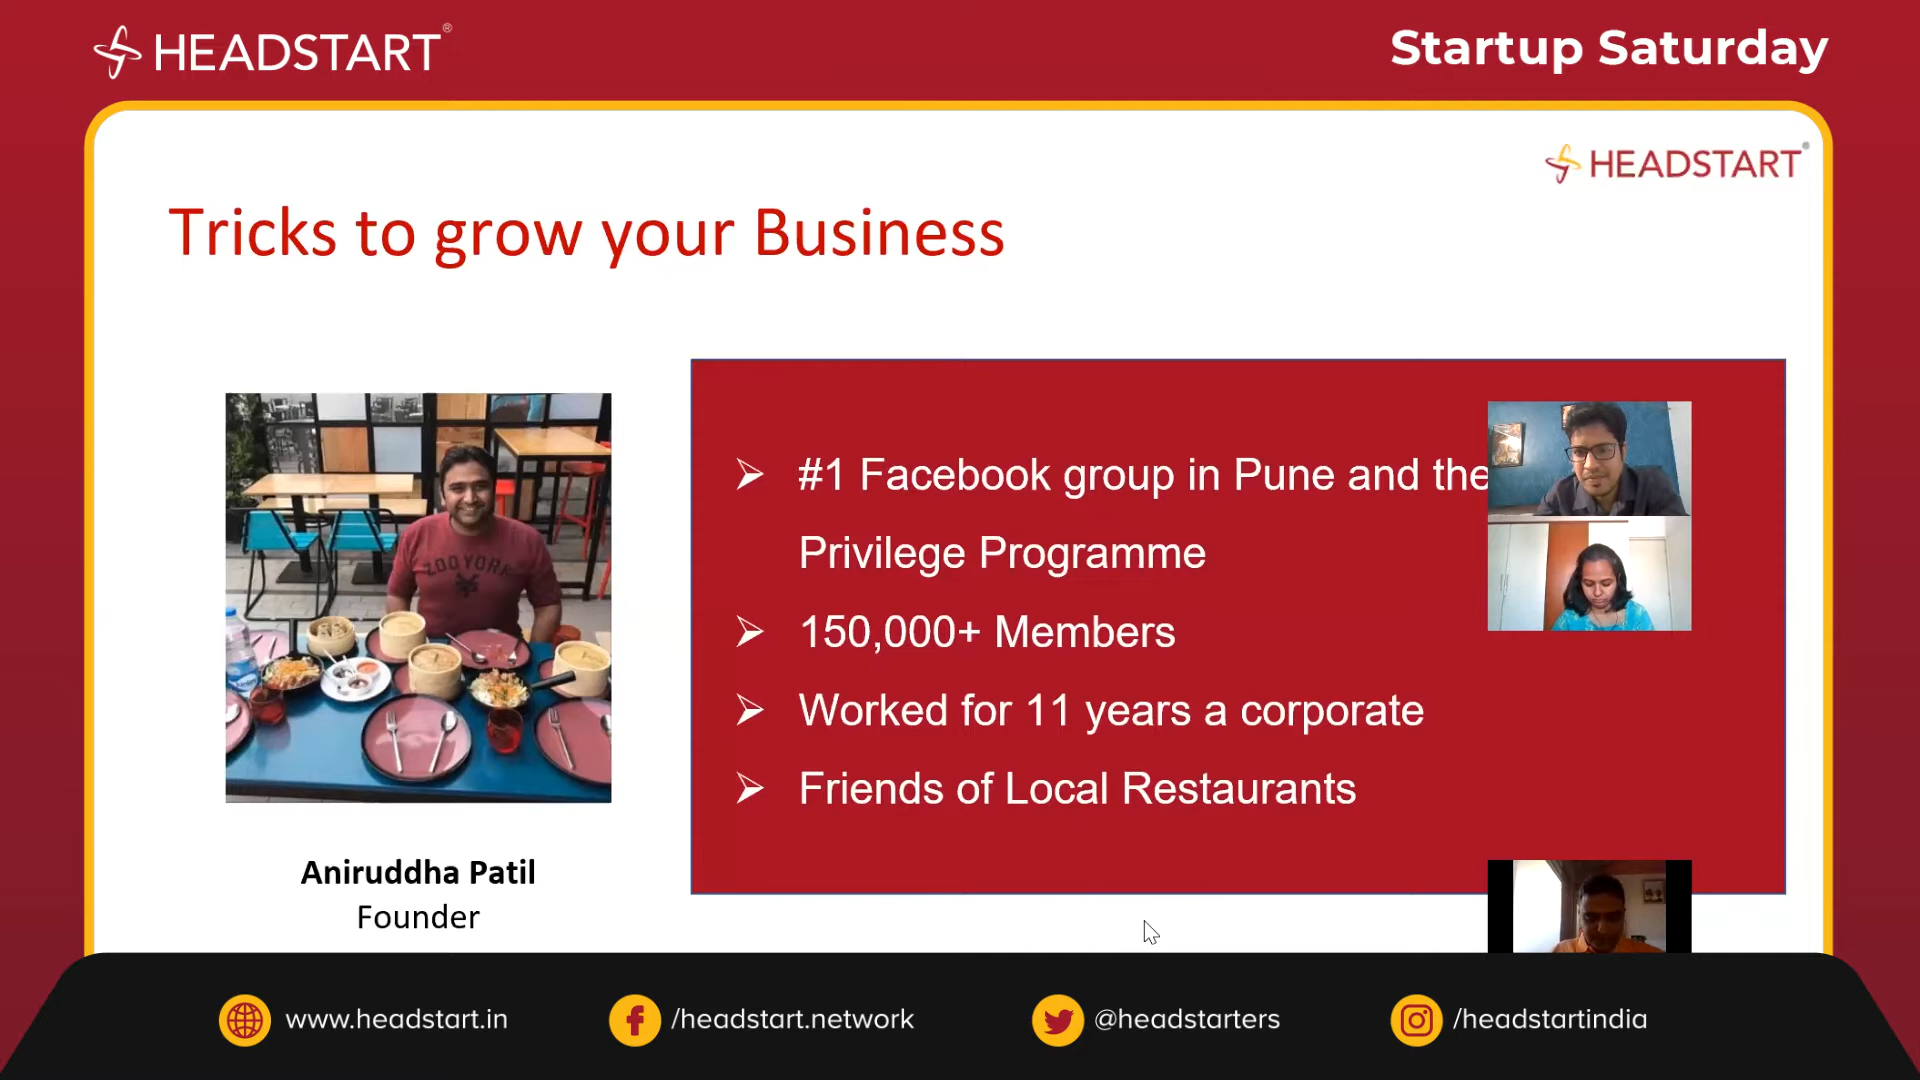 HEADSTART
Startup Saturday
HEADSTART
Tricks to grow your Business
#1 Facebook group in Pune and the
Privilege Programme
150,000+ Members
Worked for 11 years a corporate
Friends of Local Restaurants
ZOO YORK
Aniruddha Patil
Founder
www.headstart.in
/headstart.network
@headstarters
/headstartindia